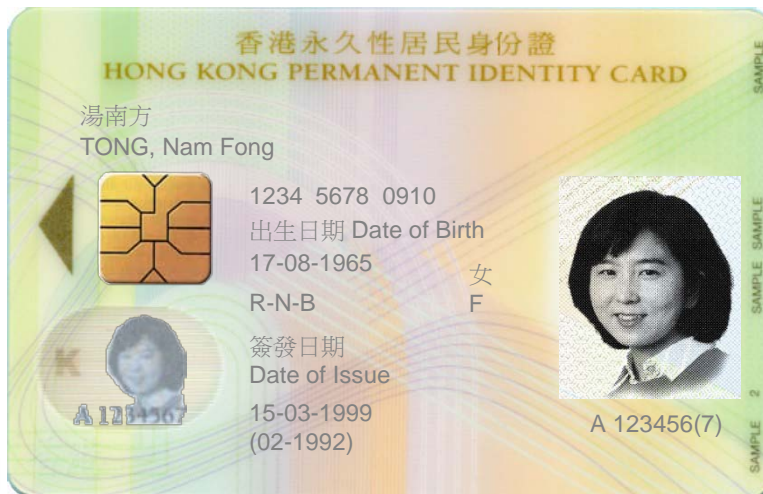 香港永久性居民身份證
HONG KONG PERMANENT IDENTITY CARD
湯南方
TONG, Nam Fong
1234 5678 0910
出生日期 Date of Birth
17-08-1965
女
R-N-B
F
簽發日期
Date of Issue
15-03-1999
(02-1992)
K
A 1234567
A 123456(7)
SAMPLE
SAMPLE
SAMPLE
SAMPLE
2
SAMPLE